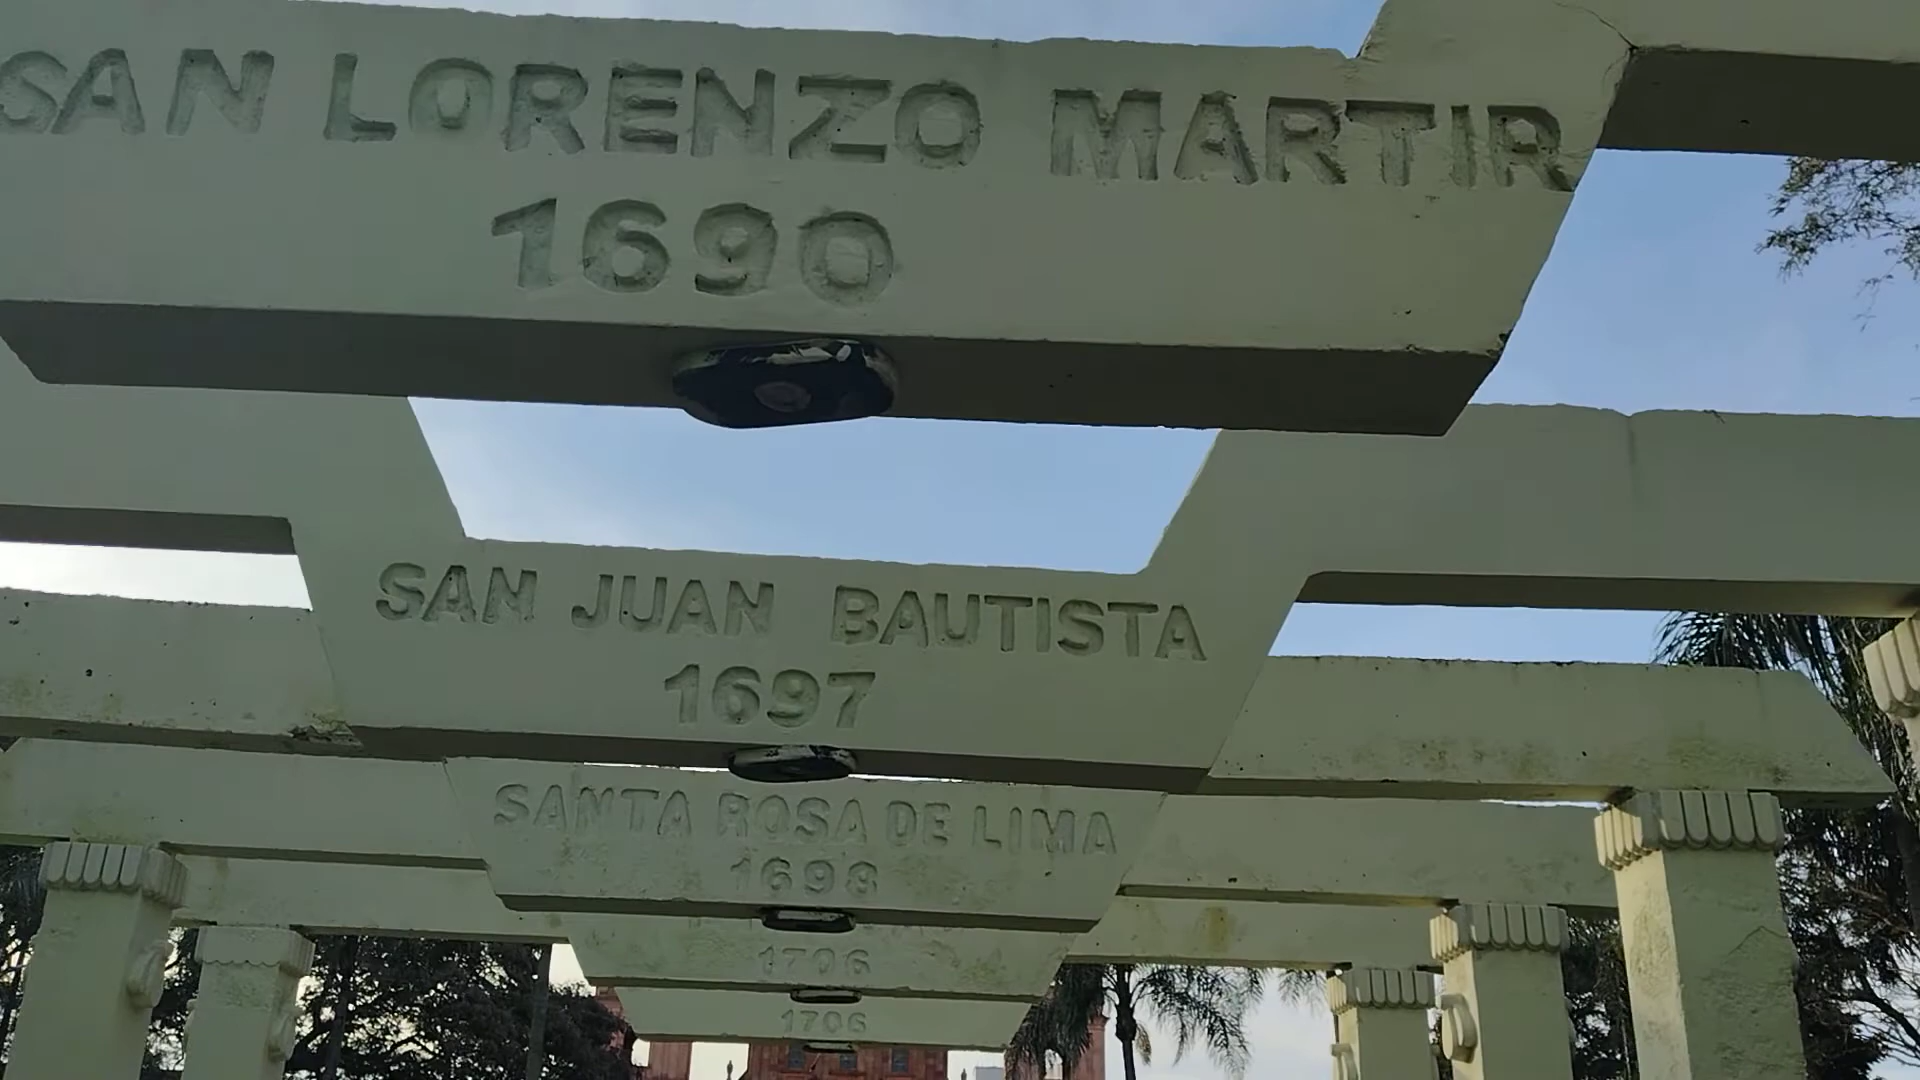 SAN LORENZO MARTIR
1690
SAN JUAN BAUTISTA
1697
SANTA ROSA DE LIMA
1698
1706
1706